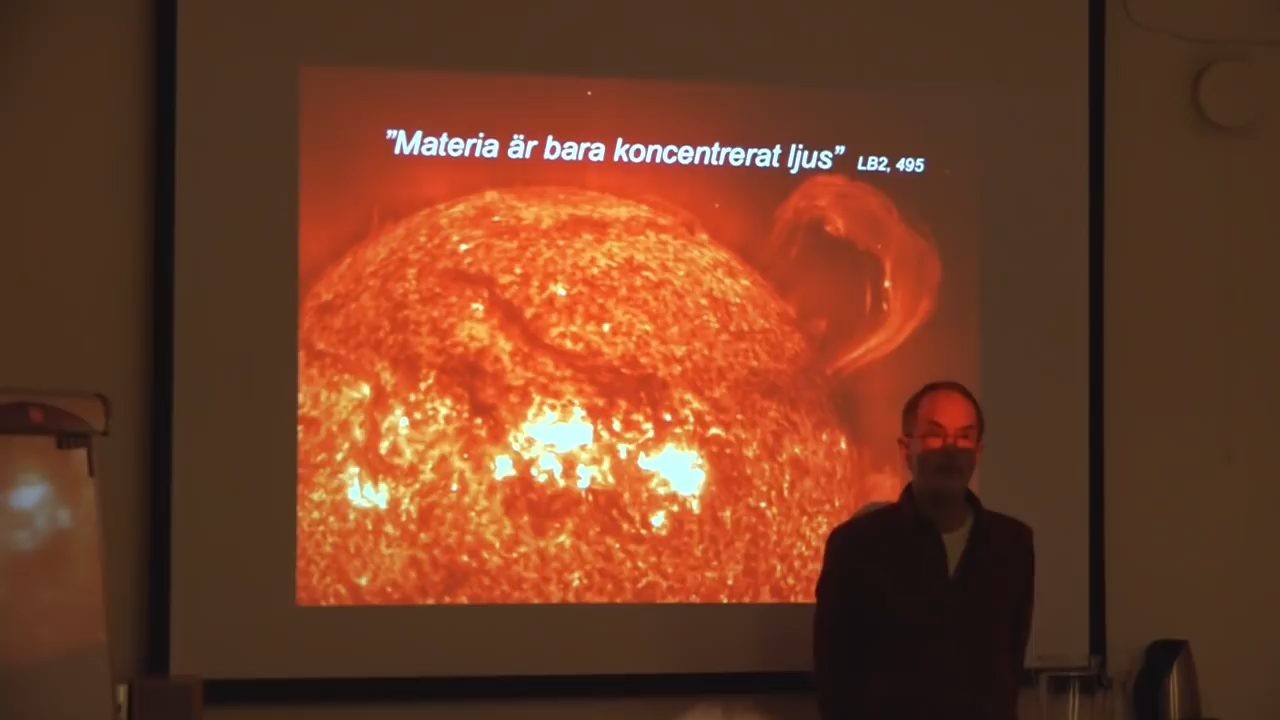 ”Materia är bara koncentrerat ljus” LB2, 495